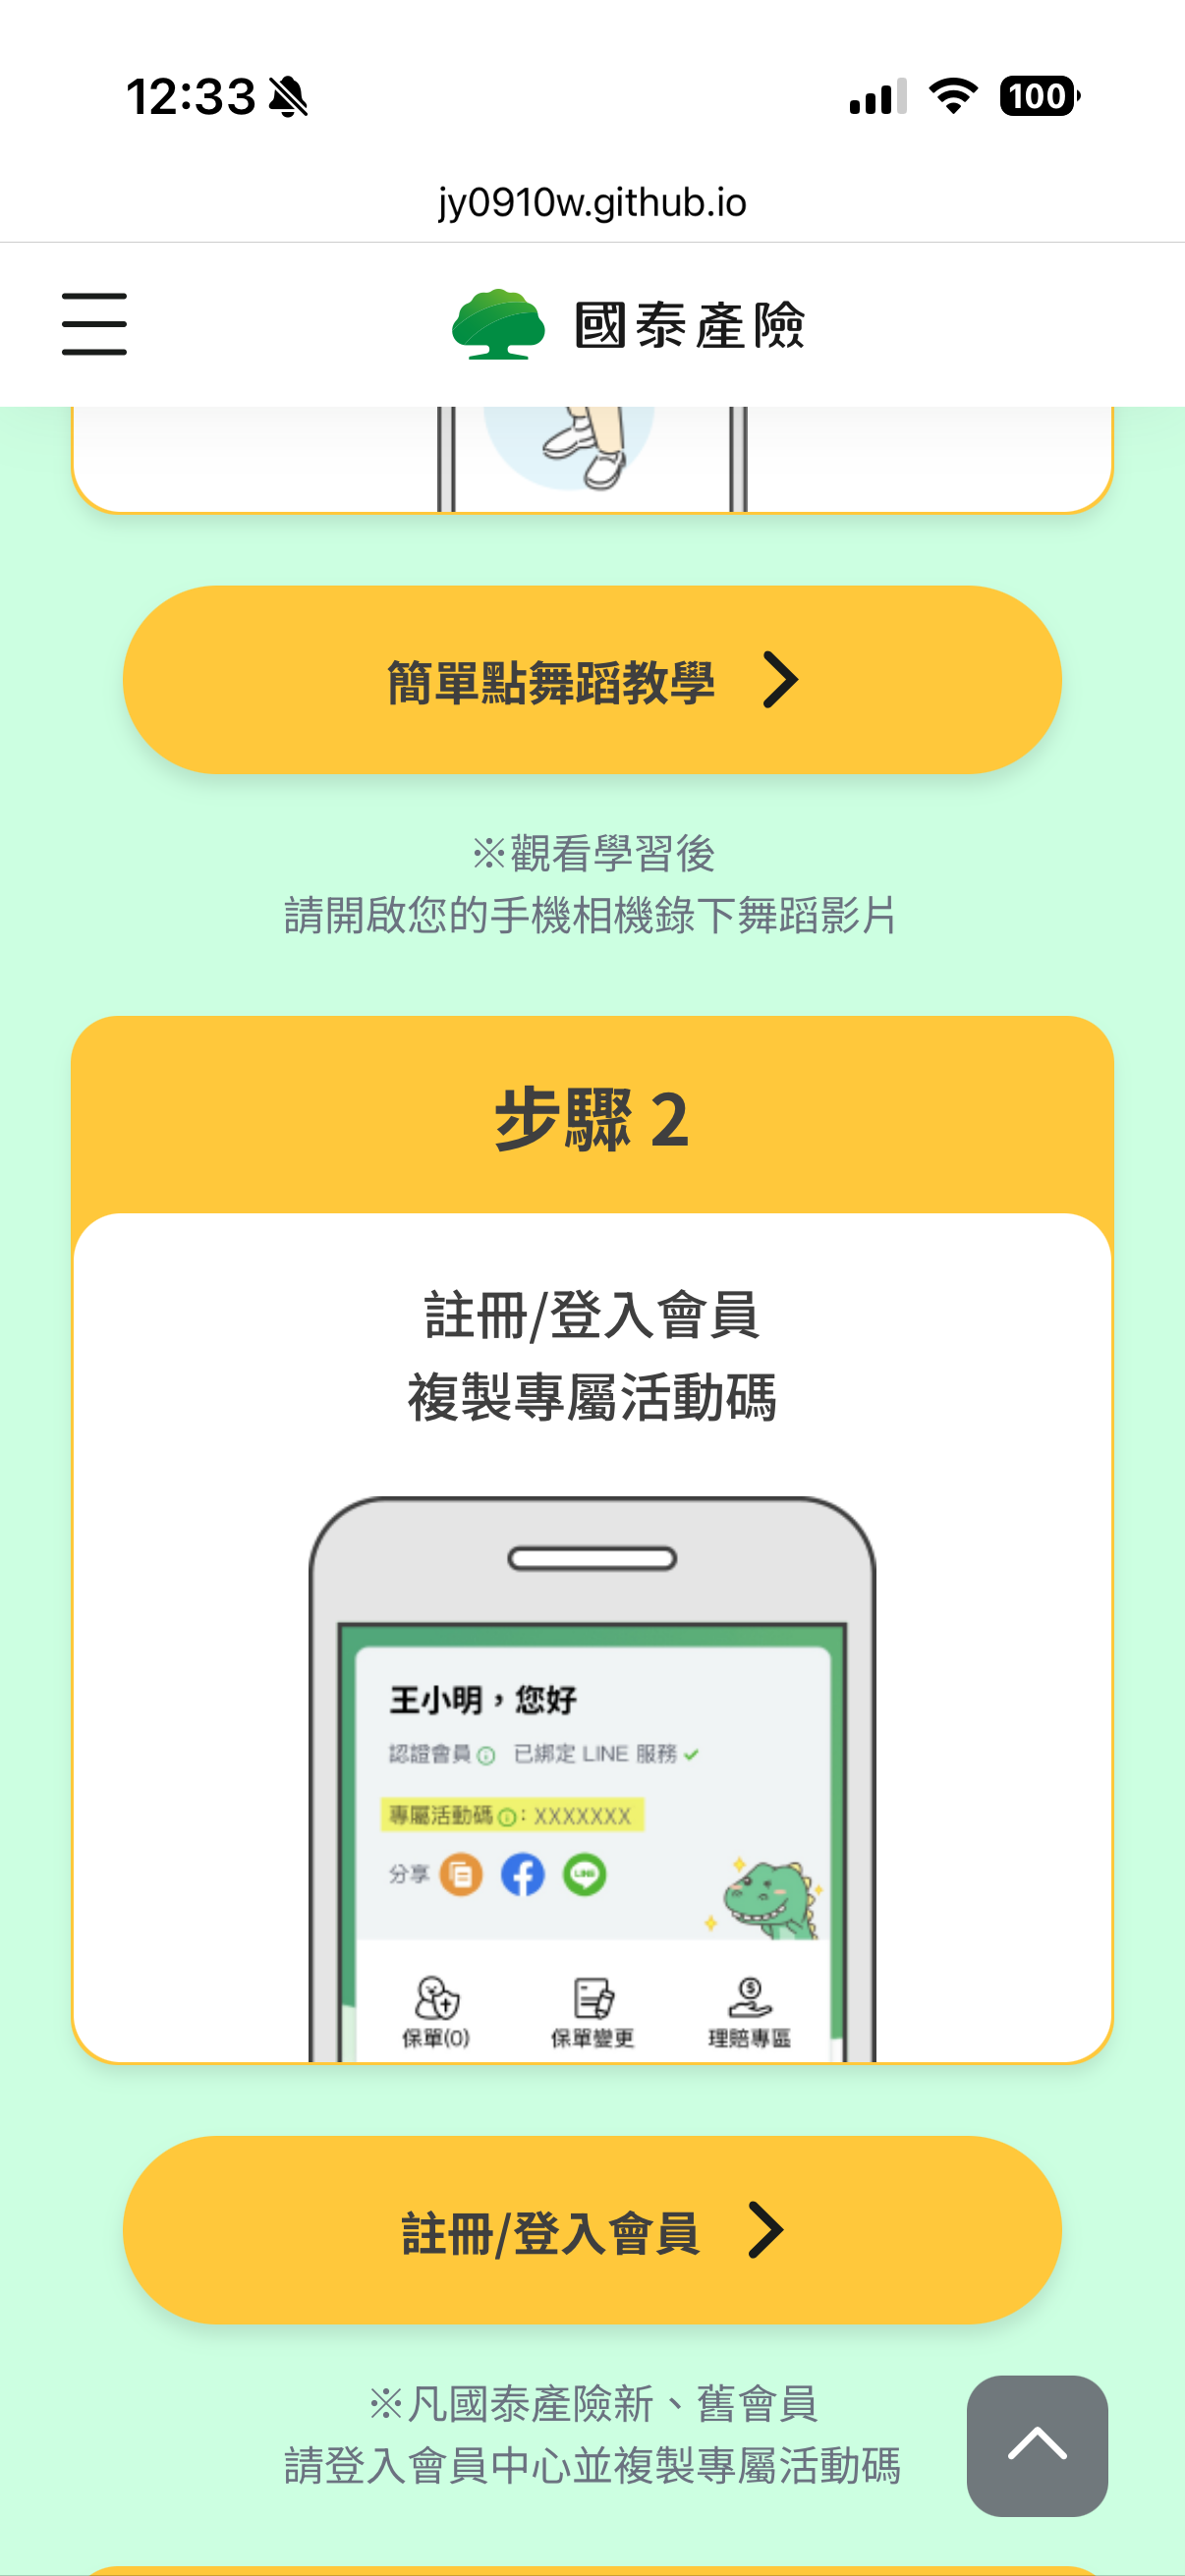 12:33
100
jy0910w.github.io
國泰產險
簡單點舞蹈教學
※觀看學習後
請開啟您的手機相機錄下舞蹈影片
步驟 2
註冊/登入會員
複製專屬活動碼
王小明，您好
認證會員 已綁定 LINE 服務
專屬活動碼：XXXXXXX
分享
LINE
保單(0) 保單變更 理賠專區
註冊/登入會員
※凡國泰產險新、舊會員
請登入會員中心並複製專屬活動碼